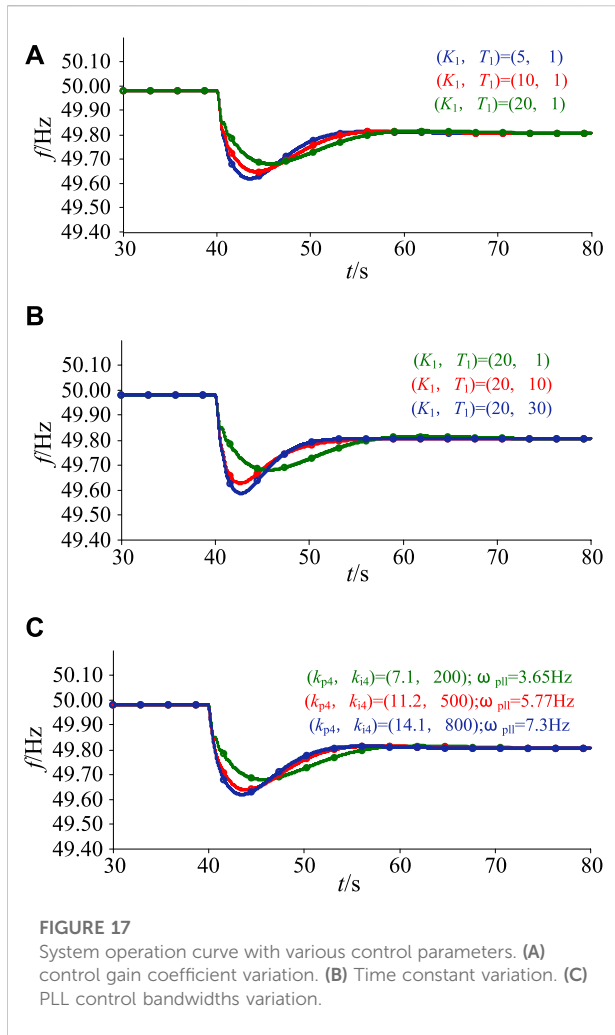 A
(K₁, T₁)=(5, 1)
(K₁, T₁)=(10, 1)
(K₁, T₁)=(20, 1)
f/Hz
50.10
50.00
49.90
49.80
49.70
49.60
49.50
49.40
30 40 50 60 70 80
t/s
B
(K₁, T₁)=(20, 1)
(K₁, T₁)=(20, 10)
(K₁, T₁)=(20, 30)
f/Hz
50.10
50.00
49.90
49.80
49.70
49.60
49.50
49.40
30 40 50 60 70 80
t/s
C
(kp4, ki4)=(7.1, 200); ω pll=3.65Hz
(kp4, ki4)=(11.2, 500);ω pll=5.77Hz
(kp4, ki4)=(14.1, 800);ω pll=7.3Hz
f/Hz
50.10
50.00
49.90
49.80
49.70
49.60
49.50
49.40
30 40 50 60 70 80
t/s
FIGURE 17
System operation curve with various control parameters. (A)
control gain coefficient variation. (B) Time constant variation. (C)
PLL control bandwidths variation.